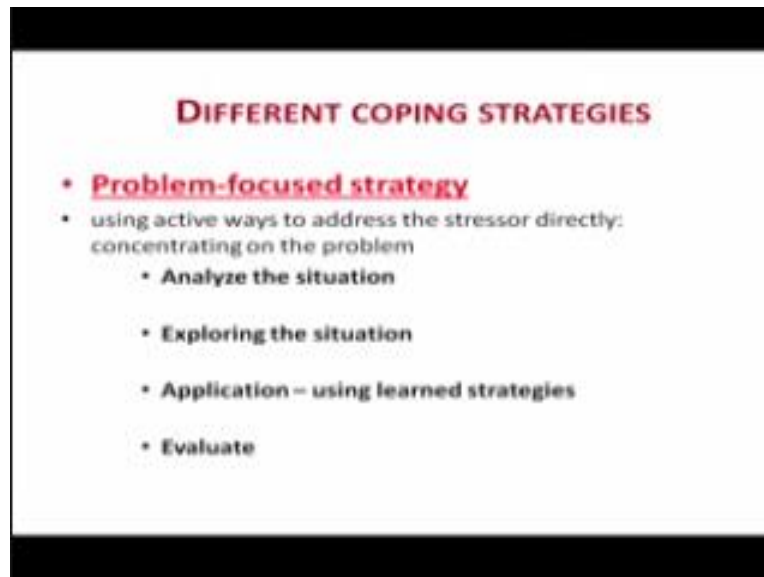 DIFFERENT COPING STRATEGIES
• Problem-focused strategy
• using active ways to address the stressor directly:
concentrating on the problem
• Analyze the situation
• Exploring the situation
• Application – using learned strategies
• Evaluate